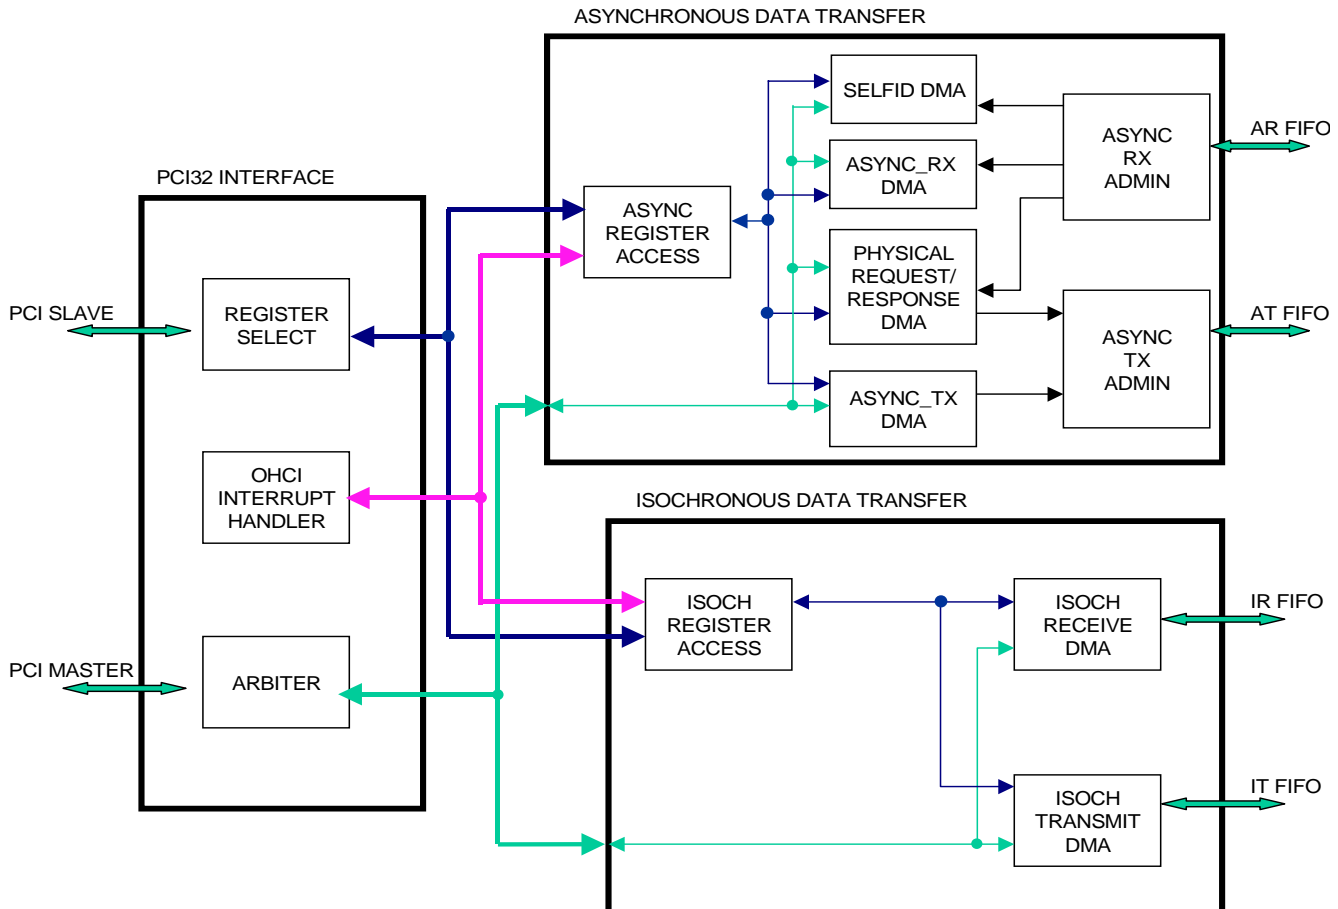 ASYNCHRONOUS DATA TRANSFER
SELFID DMA
ASYNC
RX
ADMIN
AR FIFO
ASYNC_RX
DMA
PCI32 INTERFACE
ASYNC
REGISTER
ACCESS
PHYSICAL
REQUEST/
RESPONSE
DMA
PCI SLAVE
REGISTER
SELECT
ASYNC
TX
ADMIN
AT FIFO
ASYNC_TX
DMA
OHCI
INTERRUPT
HANDLER
ISOCHRONOUS DATA TRANSFER
ISOCH
REGISTER
ACCESS
ISOCH
RECEIVE
DMA
IR FIFO
PCI MASTER
ARBITER
ISOCH
TRANSMIT
DMA
IT FIFO